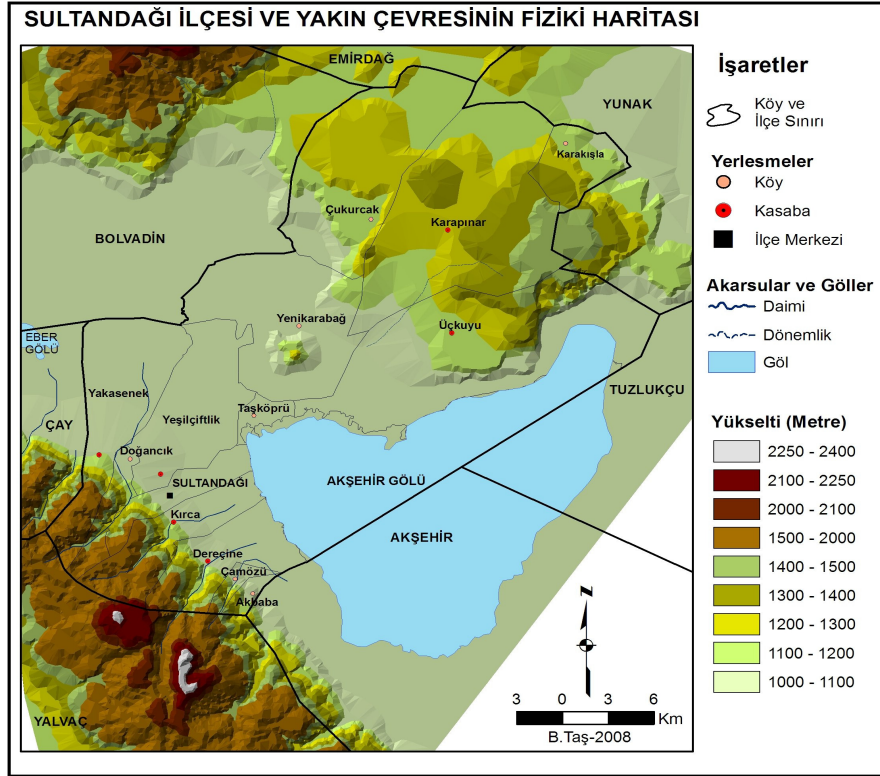 SULTANDAĞI İLÇESİ VE YAKIN ÇEVRESİNİN FİZİKİ HARİTASI
EMİRDAĞ
YUNAK
Karakışla
Çukurcak
Karapınar
BOLVADİN
Yenikarabağ
Üçkuyu
EBER
GÖLÜ
TUZLUKÇU
Yakasenek
Yeşilçiftlik
Taşköprü
ÇAY
Doğancık
SULTANDAĞI
AKŞEHİR GÖLÜ
Kırca
AKŞEHİR
Dereçine
Çamözü
Akbaba
YALVAÇ
Z
3 0 3 6
Km
B.Taş-2008
İşaretler
Köy ve
İlçe Sınırı
Yerlesmeler
Köy
Kasaba
İlçe Merkezi
Akarsular ve Göller
Daimi
Dönemlik
Göl
Yükselti (Metre)
2250 - 2400
2100 - 2250
2000 - 2100
1500 - 2000
1400 - 1500
1300 - 1400
1200 - 1300
1100 - 1200
1000 - 1100